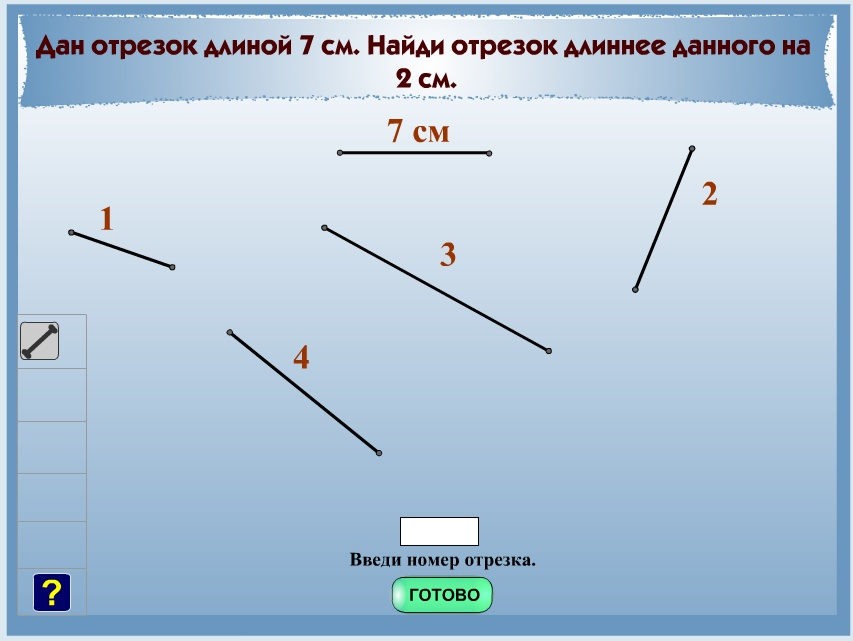 Дан отрезок длиной 7 см. Найди отрезок длиннее данного на
2 см.
7 см
1
2
3
4
?
Введи номер отрезка.
ГОТОВО